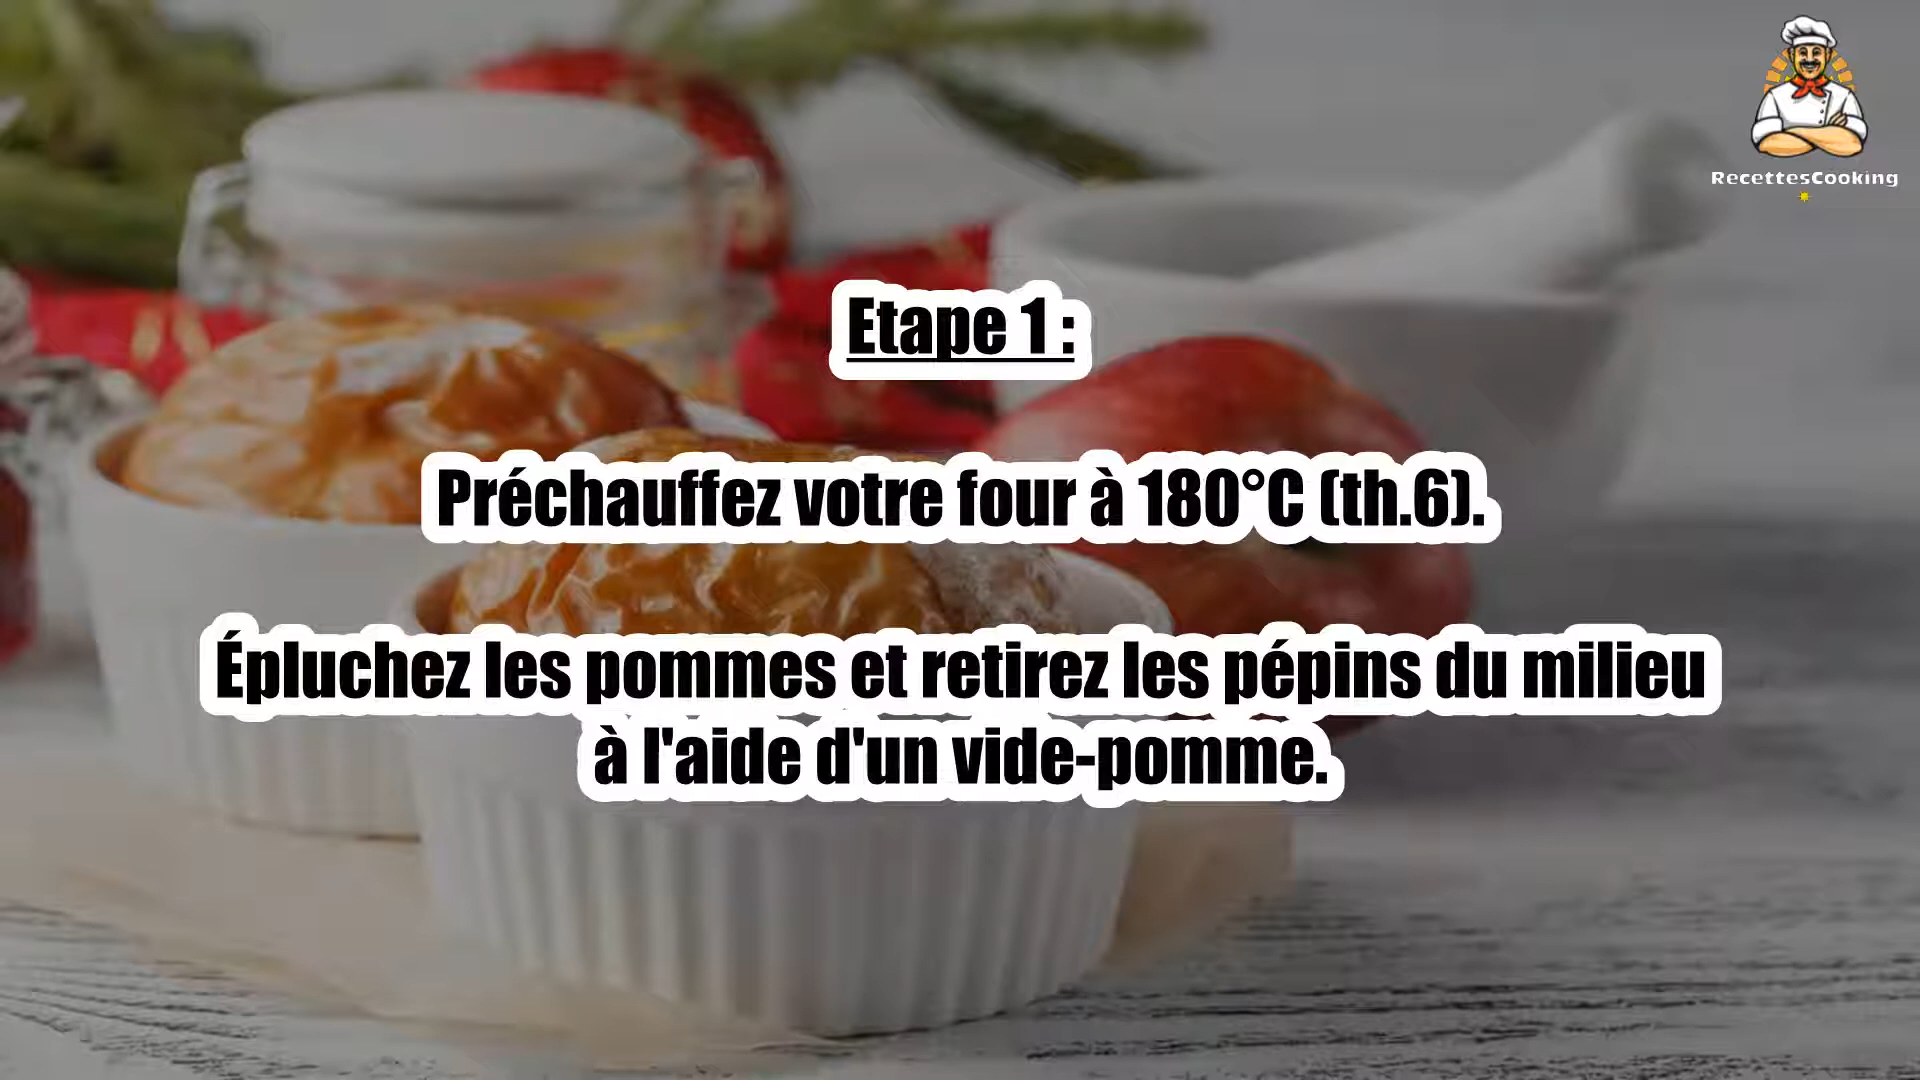 RecettesCooking
Etape 1 :
Préchauffez votre four à 180°C (th.6).
Épluchez les pommes et retirez les pépins du milieu
à l'aide d'un vide-pomme.